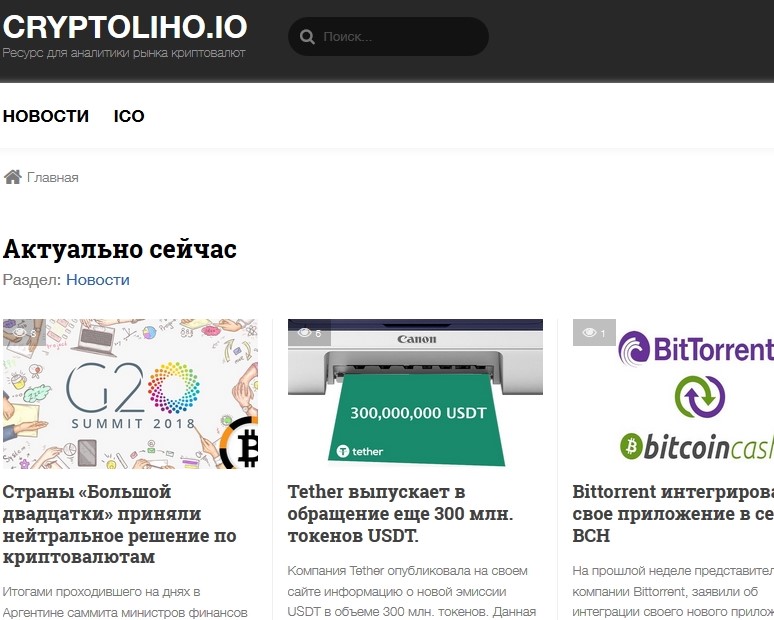 CRYPTOLIHO.IO
Ресурс для аналитики рынка криптовалют
Поиск...
НОВОСТИ ICO
Главная
Актуально сейчас
Раздел: Новости
3
G20
SUMMIT 2018
Страны «Большой
двадцатки» приняли
нейтральное решение по
криптовалютам
Итогами проходившего на днях в
Аргентине саммита министров финансов
6
Canon
300,000,000 USDT
tether
Tether выпускает в
обращение еще 300 млн.
токенов USDT.
Компания Tether опубликовала на своем
сайте информацию о новой эмиссии
USDT в объеме 300 млн. токенов. Данная
1
BitTorrent
bitcoincas
Bittorrent интегрирова
свое приложение в се
BCH
На прошлой неделе представител
компании Bittorrent, заявили об
интеграции своего нового прилож